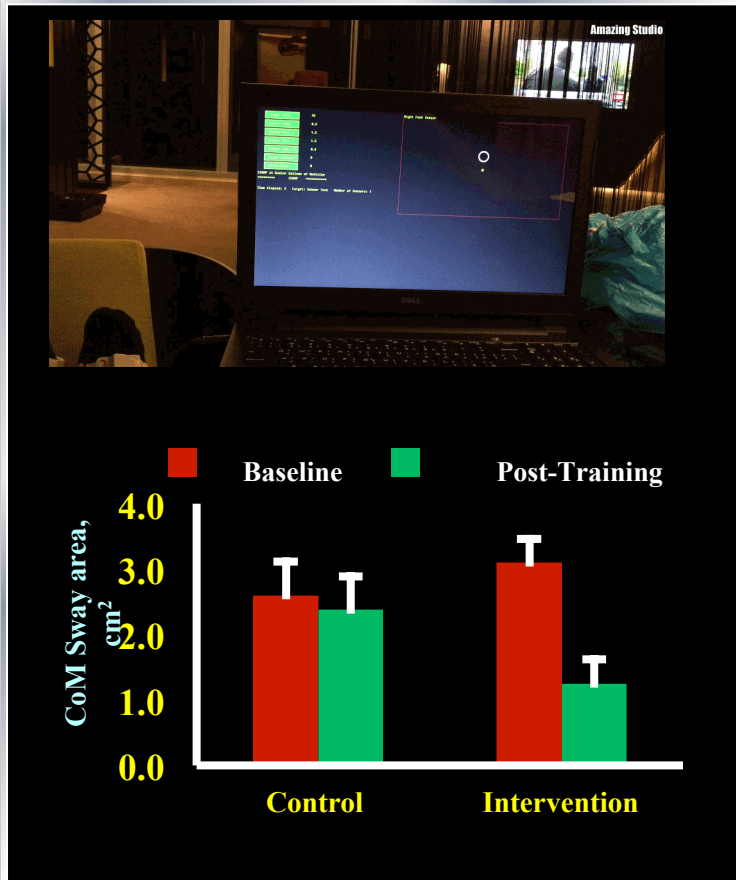 Amazing Studio
Right Foot Sensor
DELL
Baseline
Post-Training
4.0
3.0
2.0
1.0
0.0
CoM Sway area,
cm²
Control
Intervention